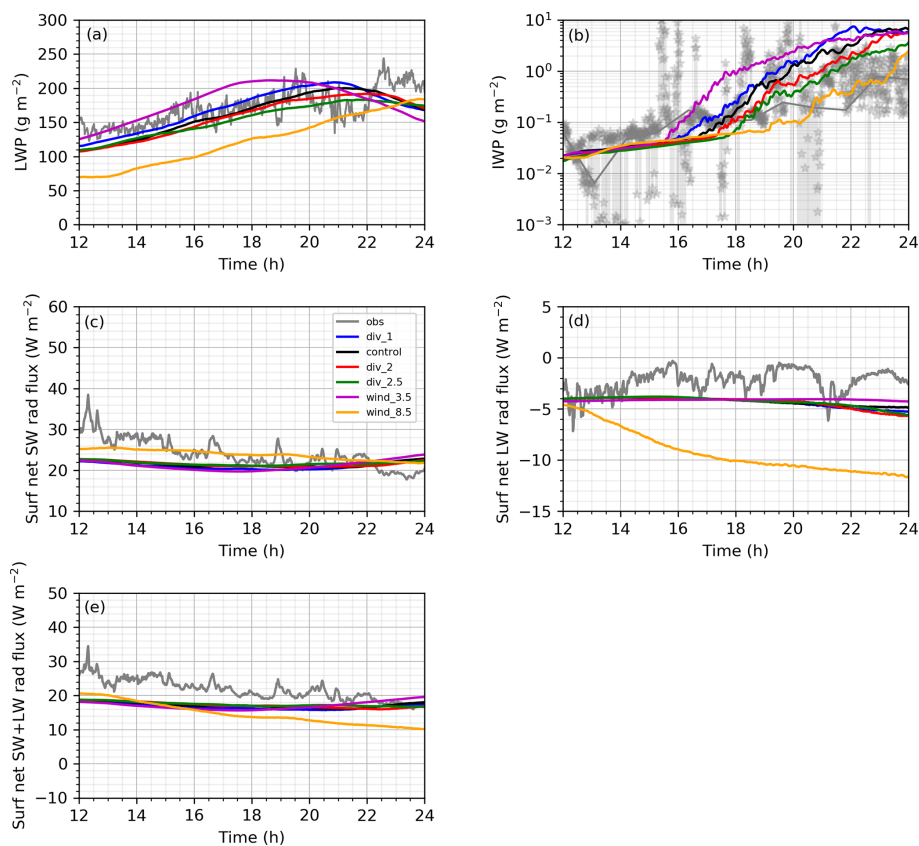 (a)
LWP (g m⁻²)
300
250
200
150
100
50
0
12 14 16 18 20 22 24
Time (h)
(b)
IWP (g m⁻²)
10¹
10⁰
10⁻¹
10⁻²
10⁻³
12 14 16 18 20 22 24
Time (h)
(c)
Surf net SW rad flux (W m⁻²)
60
50
40
30
20
10
obs
div_1
control
div_2
div_2.5
wind_3.5
wind_8.5
12 14 16 18 20 22 24
Time (h)
(d)
Surf net LW rad flux (W m⁻²)
5
0
−5
−10
−15
12 14 16 18 20 22 24
Time (h)
(e)
Surf net SW+LW rad flux (W m⁻²)
50
40
30
20
10
0
−10
12 14 16 18 20 22 24
Time (h)